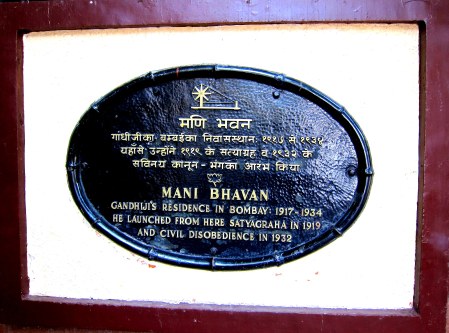 मणि भवन
गांधीजीका बम्बईका निवासस्थान: १९१७ से १९३४
यहाँसे उन्होंने १९१९ के सत्याग्रह व १९३२ के
सविनय कानून - भंगका आरंभ किया
MANI BHAVAN
GANDHIJI'S RESIDENCE IN BOMBAY: 1917-1934
HE LAUNCHED FROM HERE SATYAGRAHA IN 1919
AND CIVIL DISOBEDIENCE IN 1932